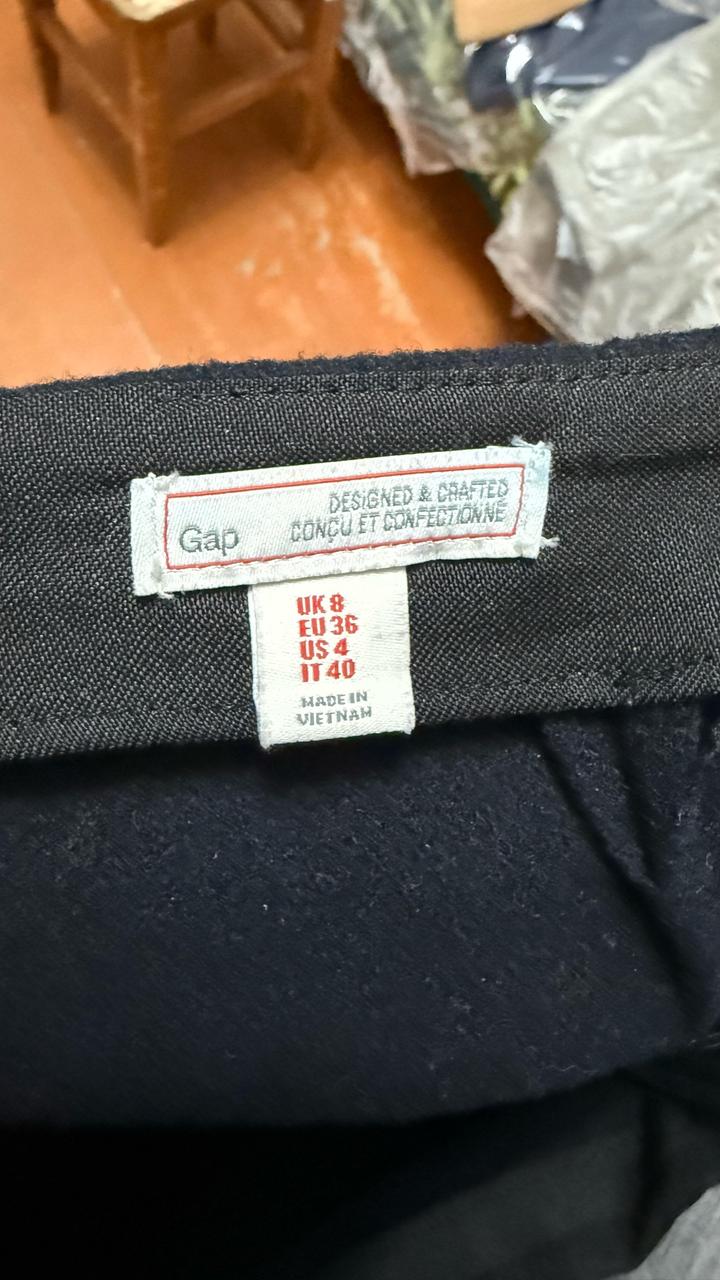 Gap
DESIGNED & CRAFTED
CONÇU ET CONFECTIONNÉ
UK 8
EU 36
US 4
IT 40
MADE IN
VIETNAM